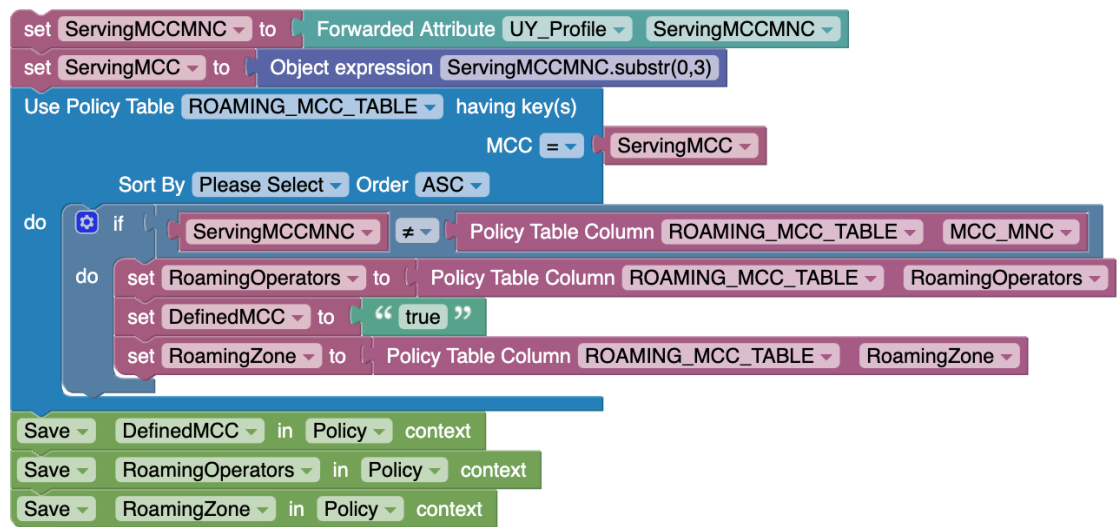 set ServingMCCMNC to Forwarded Attribute UY_Profile ServingMCCMNC
set ServingMCC to Object expression ServingMCCMNC.substr(0,3)
Use Policy Table ROAMING_MCC_TABLE having key(s)
MCC = ServingMCC
Sort By Please Select Order ASC
do if ServingMCCMNC ≠ Policy Table Column ROAMING_MCC_TABLE MCC_MNC
do set RoamingOperators to Policy Table Column ROAMING_MCC_TABLE RoamingOperators
set DefinedMCC to “ true ”
set RoamingZone to Policy Table Column ROAMING_MCC_TABLE RoamingZone
Save DefinedMCC in Policy context
Save RoamingOperators in Policy context
Save RoamingZone in Policy context